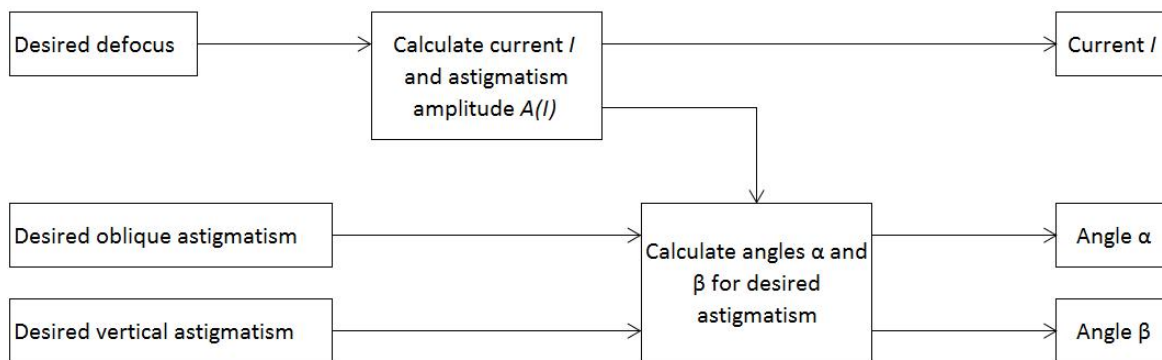 Desired defocus
Calculate current I
and astigmatism
amplitude A(I)
Current I
Desired oblique astigmatism
Desired vertical astigmatism
Calculate angles α and
β for desired
astigmatism
Angle α
Angle β